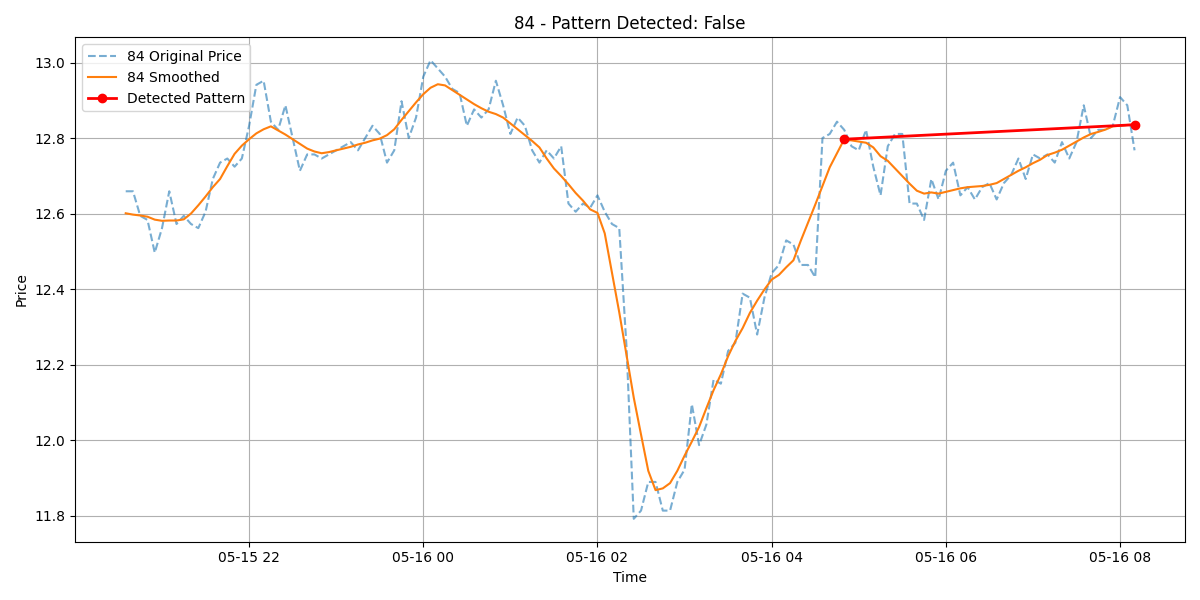 84 - Pattern Detected: False
84 Original Price
84 Smoothed
Detected Pattern
Price
13.0
12.8
12.6
12.4
12.2
12.0
11.8
05-15 22
05-16 00
05-16 02
05-16 04
05-16 06
05-16 08
Time